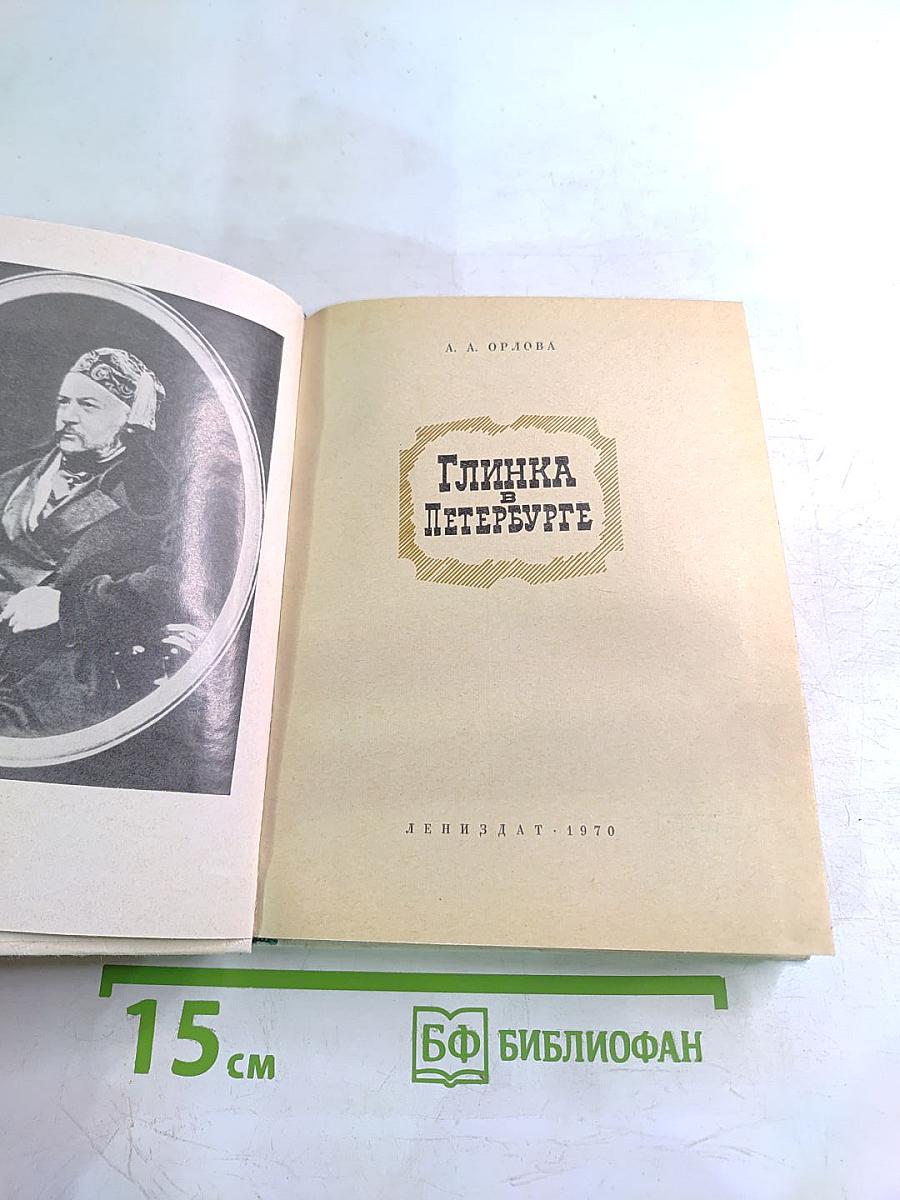 А. А. ОРЛОВА
ГЛИНКА
В
ПЕТЕРБУРГЕ
ЛЕНИЗДАТ · 1970
15 см
БФ БИБЛИОФАН